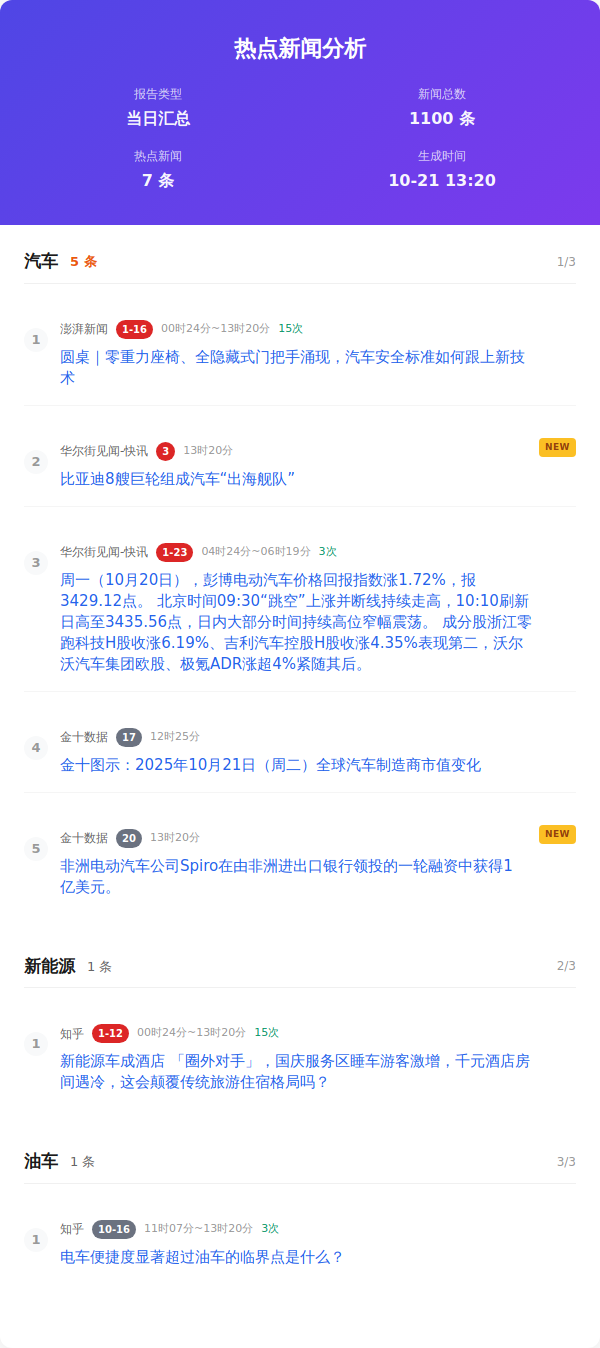 热点新闻分析
报告类型
新闻总数
当日汇总
1100 条
热点新闻
生成时间
7 条
10-21 13:20
汽车 5 条 1/3
1
澎湃新闻 1-16 00时24分~13时20分 15次
圆桌｜零重力座椅、全隐藏式门把手涌现，汽车安全标准如何跟上新技
术
2
华尔街见闻-快讯 3 13时20分 NEW
比亚迪8艘巨轮组成汽车“出海舰队”
3
华尔街见闻-快讯 1-23 04时24分~06时19分 3次
周一（10月20日），彭博电动汽车价格回报指数涨1.72%，报
3429.12点。 北京时间09:30“跳空”上涨并断线持续走高，10:10刷新
日高至3435.56点，日内大部分时间持续高位窄幅震荡。 成分股浙江零
跑科技H股收涨6.19%、吉利汽车控股H股收涨4.35%表现第二，沃尔
沃汽车集团欧股、极氪ADR涨超4%紧随其后。
4
金十数据 17 12时25分
金十图示：2025年10月21日（周二）全球汽车制造商市值变化
5
金十数据 20 13时20分 NEW
非洲电动汽车公司Spiro在由非洲进出口银行领投的一轮融资中获得1
亿美元。
新能源 1 条 2/3
1
知乎 1-12 00时24分~13时20分 15次
新能源车成酒店 「圈外对手」，国庆服务区睡车游客激增，千元酒店房
间遇冷，这会颠覆传统旅游住宿格局吗？
油车 1 条 3/3
1
知乎 10-16 11时07分~13时20分 3次
电车便捷度显著超过油车的临界点是什么？